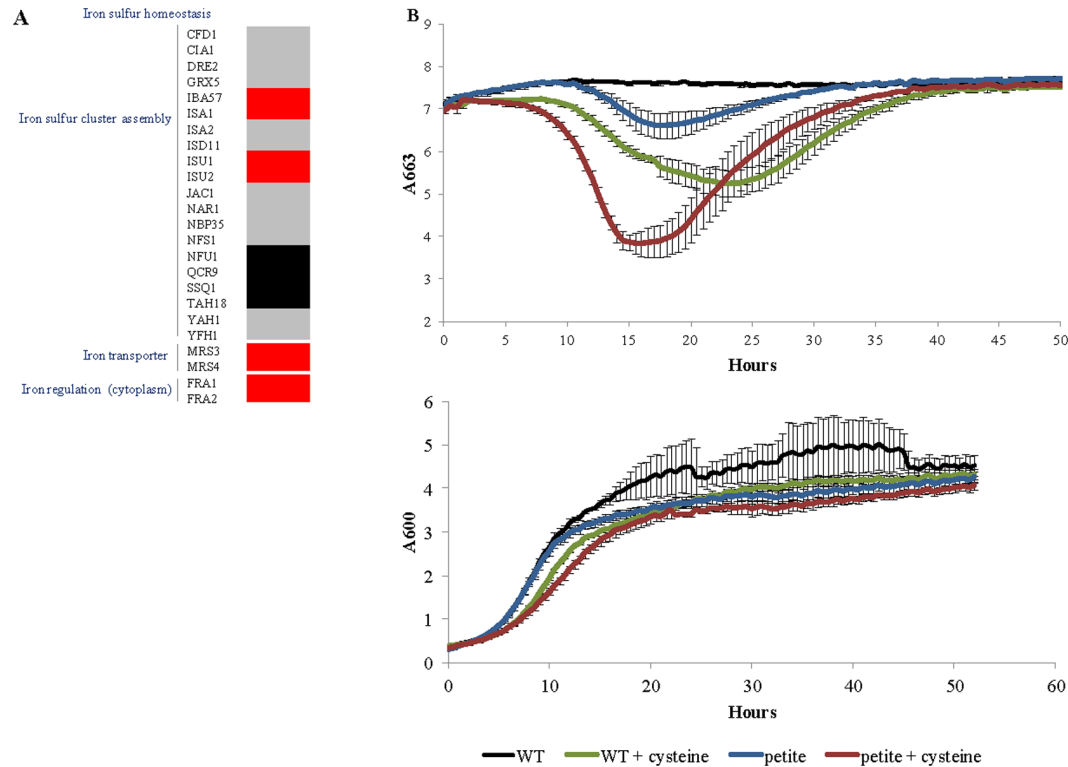 A
Iron sulfur homeostasis
CFD1
CIA1
DRE2
GRX5
IBA57
ISA1
Iron sulfur cluster assembly
ISA2
ISD11
ISU1
ISU2
JAC1
NAR1
NBP35
NFS1
NFU1
QCR9
SSQ1
TAH18
YAH1
YFH1
Iron transporter
MRS3
MRS4
Iron regulation (cytoplasm)
FRA1
FRA2
B
A663
9
8
7
6
5
4
3
2
0 5 10 15 20 25 30 35 40 45 50
Hours
A600
6
5
4
3
2
1
0
0 10 20 30 40 50 60
Hours
WT WT + cysteine petite petite + cysteine